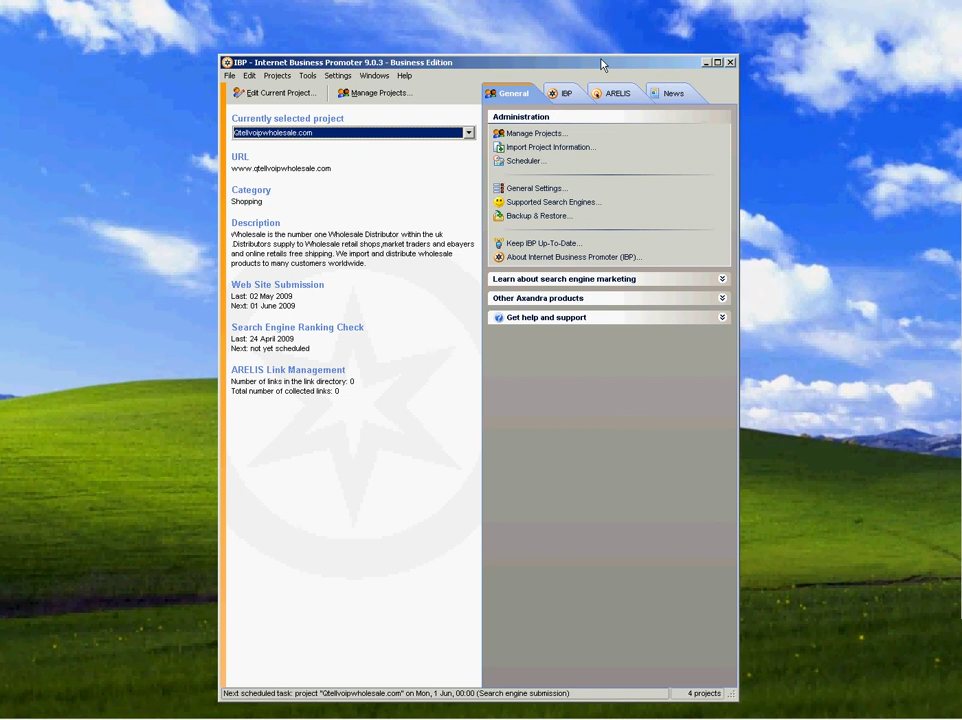 IBP - Internet Business Promoter 9.0.3 - Business Edition
File Edit Projects Tools Settings Windows Help
Edit Current Project...
Manage Projects...
General
IBP
ARELIS
News
Currently selected project
Qtellvoipwholesale.com
URL
www.qtellvoipwholesale.com
Category
Shopping
Description
Wholesale is the number one Wholesale Distributor within the uk
.Distributors supply to Wholesale retail shops,market traders and ebayers
and online retails free shipping. We import and distribute wholesale
products to many customers worldwide.
Web Site Submission
Last: 02 May 2009
Next: 01 June 2009
Search Engine Ranking Check
Last: 24 April 2009
Next: not yet scheduled
ARELIS Link Management
Number of links in the link directory: 0
Total number of collected links: 0
Administration
Manage Projects...
Import Project Information...
Scheduler...
General Settings...
Supported Search Engines...
Backup & Restore...
Keep IBP Up-To-Date...
About Internet Business Promoter (IBP)...
Learn about search engine marketing
Other Axandra products
Get help and support
Next scheduled task: project "Qtellvoipwholesale.com" on Mon, 1 Jun, 00:00 (Search engine submission)
4 projects